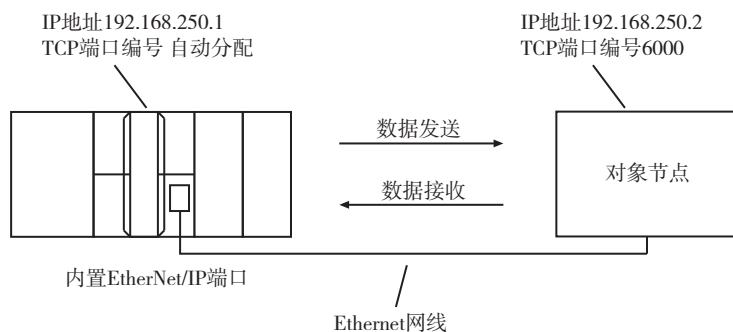 IP地址192.168.250.1
TCP端口编号 自动分配
IP地址192.168.250.2
TCP端口编号6000
数据发送
数据接收
对象节点
内置EtherNet/IP端口
Ethernet网线